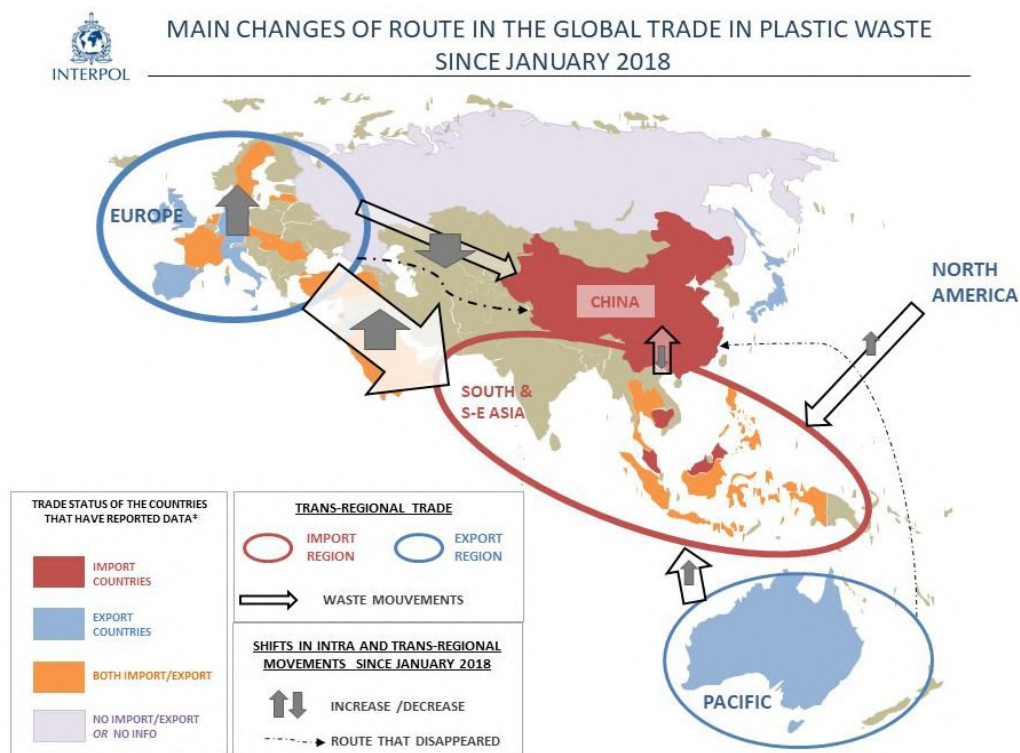 MAIN CHANGES OF ROUTE IN THE GLOBAL TRADE IN PLASTIC WASTE
SINCE JANUARY 2018
INTERPOL
EUROPE
CHINA
NORTH
AMERICA
SOUTH &
S-E ASIA
PACIFIC
TRADE STATUS OF THE COUNTRIES
THAT HAVE REPORTED DATA*
IMPORT
COUNTRIES
EXPORT
COUNTRIES
BOTH IMPORT/EXPORT
NO IMPORT/EXPORT
OR NO INFO
TRANS-REGIONAL TRADE
IMPORT
REGION
EXPORT
REGION
WASTE MOUVEMENTS
SHIFTS IN INTRA AND TRANS-REGIONAL
MOVEMENTS SINCE JANUARY 2018
INCREASE /DECREASE
ROUTE THAT DISAPPEARED